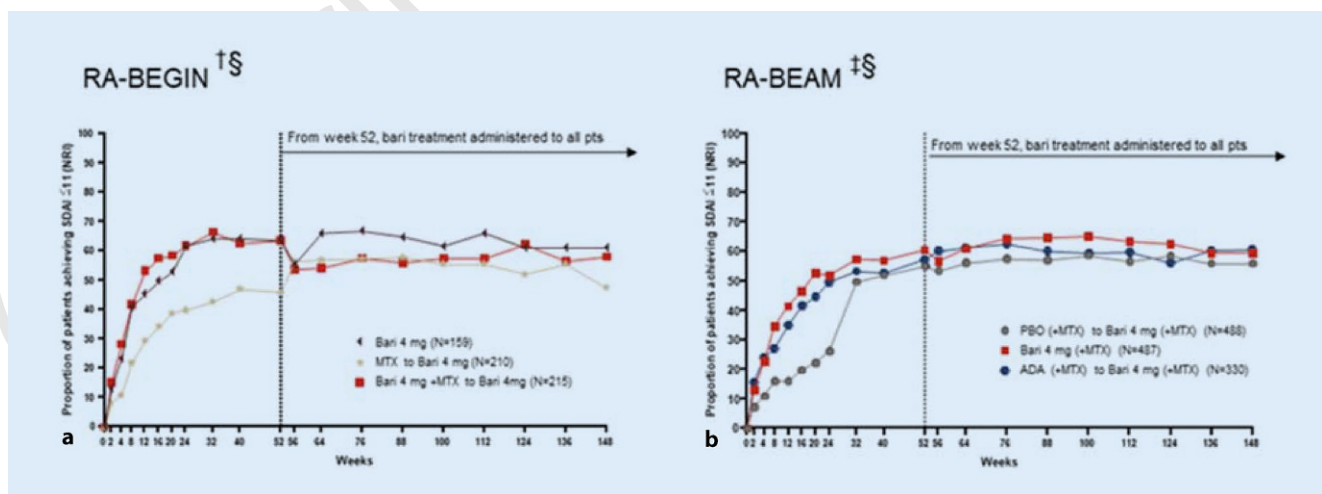 RA-BEGIN †§
From week 52, bari treatment administered to all pts
Proportion of patients achieving SDAI ≤11 (NRI)
100
90
80
70
60
50
40
30
20
10
0
Bari 4 mg (N=159)
MTX to Bari 4 mg (N=210)
Bari 4 mg +MTX to Bari 4mg (N=215)
0 2 4 8 12 16 20 24 32 40 52 56 64 76 88 100 112 124 136 148
Weeks
a
RA-BEAM ‡§
From week 52, bari treatment administered to all pts
Proportion of patients achieving SDAI ≤11 (NRI)
100
90
80
70
60
50
40
30
20
10
0
PBO (+MTX) to Bari 4 mg (+MTX) (N=488)
Bari 4 mg (+MTX) (N=487)
ADA (+MTX) to Bari 4 mg (+MTX) (N=330)
0 2 4 8 12 16 20 24 32 40 52 56 64 76 88 100 112 124 136 148
Weeks
b